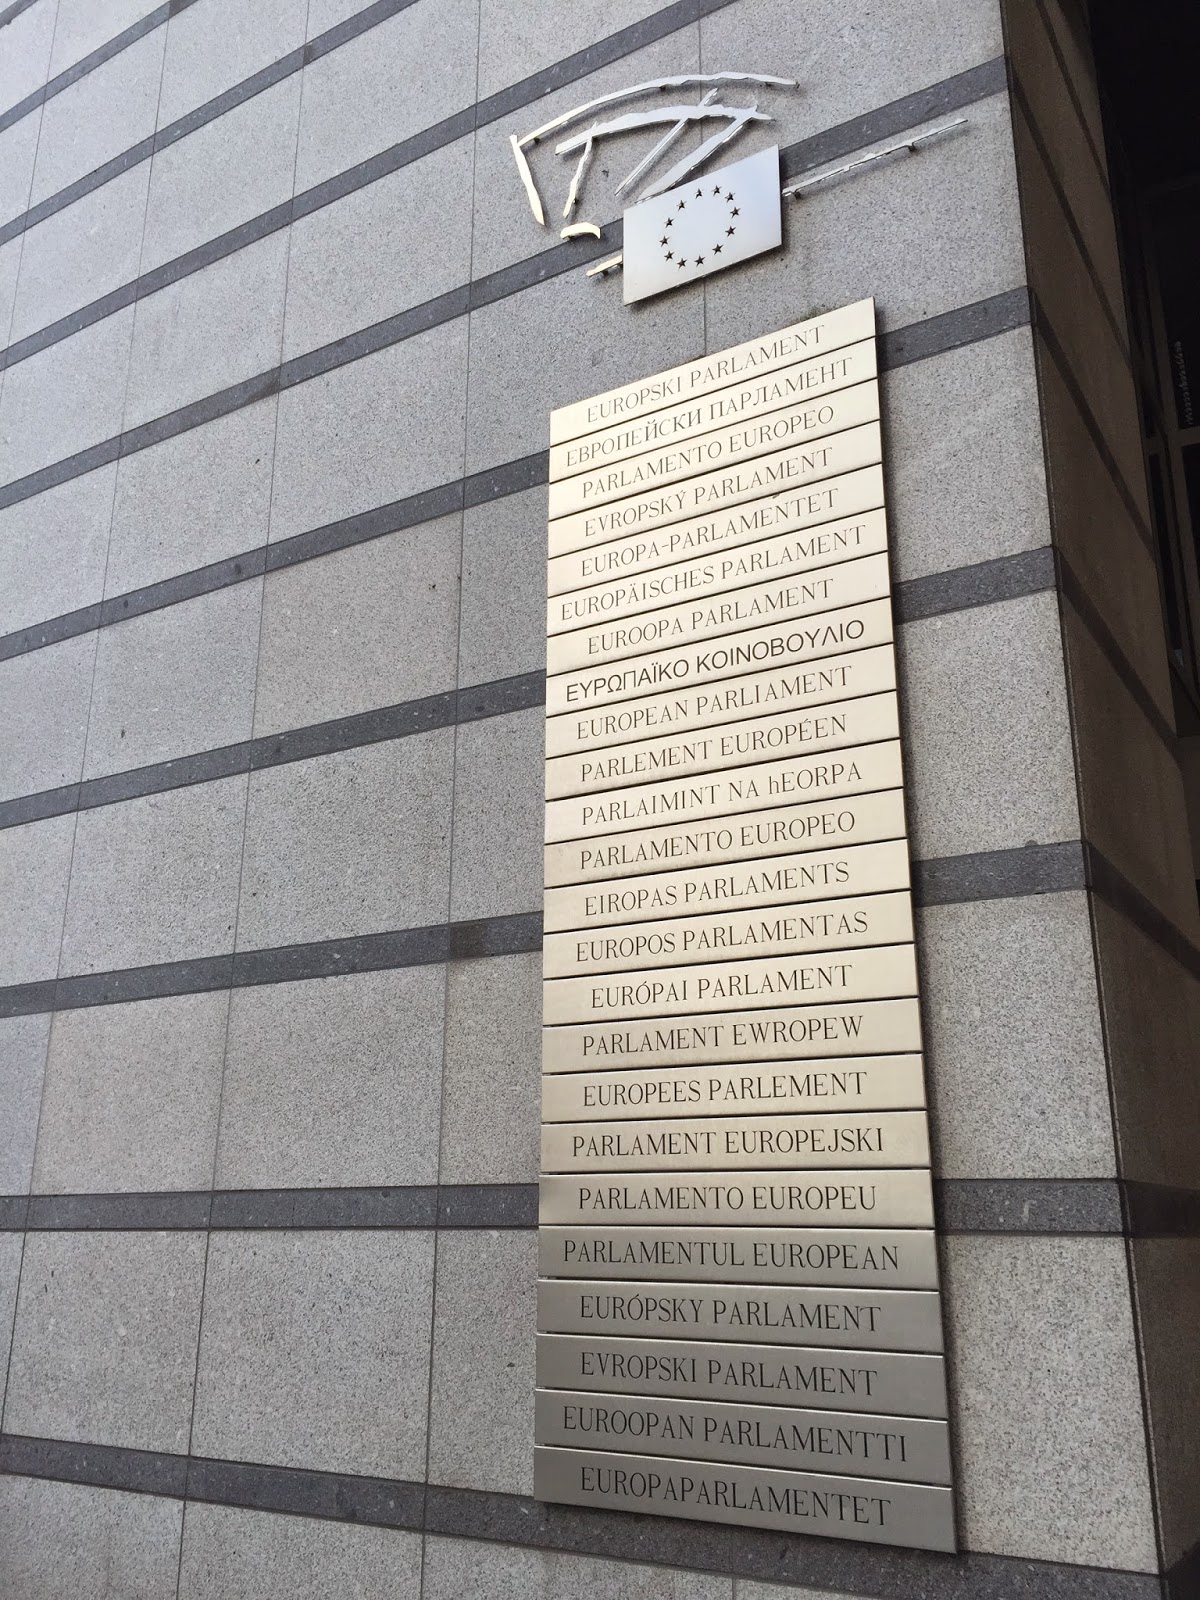 EUROPSKI PARLAMENT
ЕВРОПЕЙСКИ ПАРЛАМЕНТ
PARLAMENTO EUROPEO
EVROPSKÝ PARLAMENT
EUROPA-PARLAMENTET
EUROPÄISCHES PARLAMENT
EUROOPA PARLAMENT
ΕΥΡΩΠΑΪΚΟ ΚΟΙΝΟΒΟΥΛΙΟ
EUROPEAN PARLIAMENT
PARLEMENT EUROPÉEN
PARLAIMINT NA hEORPA
PARLAMENTO EUROPEO
EIROPAS PARLAMENTS
EUROPOS PARLAMENTAS
EURÓPAI PARLAMENT
PARLAMENT EWROPEW
EUROPEES PARLEMENT
PARLAMENT EUROPEJSKI
PARLAMENTO EUROPEU
PARLAMENTUL EUROPEAN
EURÓPSKY PARLAMENT
EVROPSKI PARLAMENT
EUROOPAN PARLAMENTTI
EUROPAPARLAMENTET